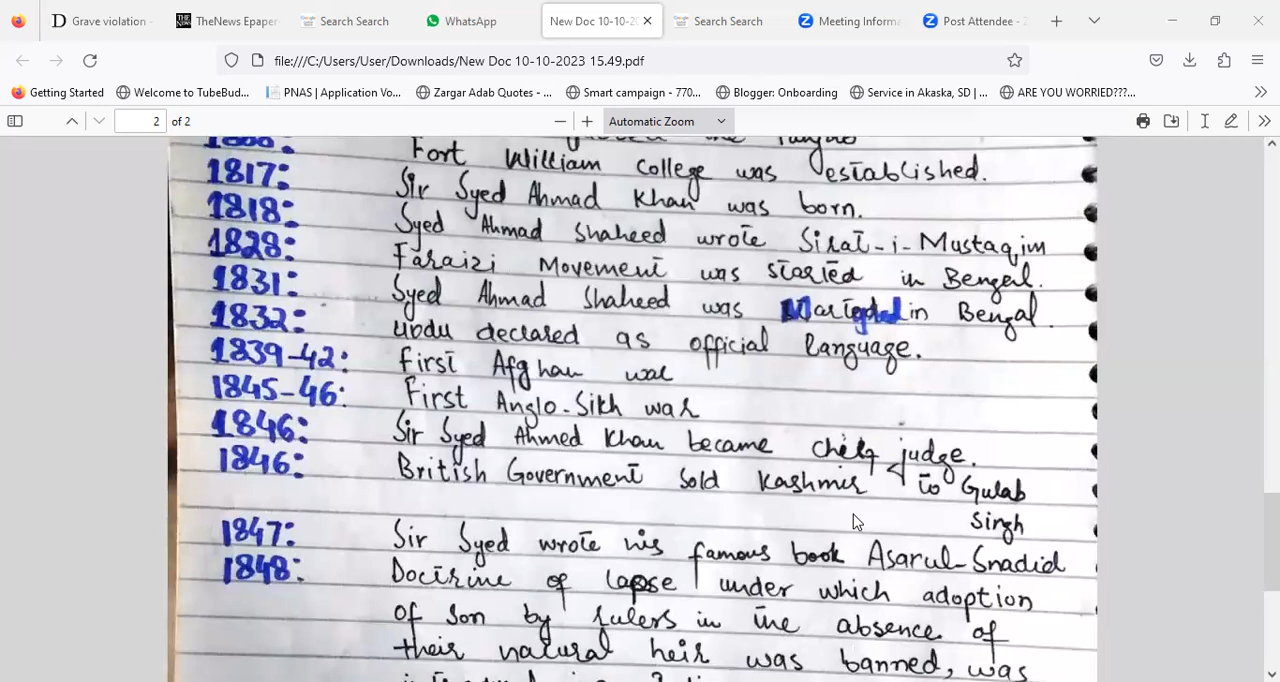 Grave violation
TheNews Epaper
Search Search
WhatsApp
New Doc 10-10-20
Search Search
Meeting Informa
Post Attendee - 2
file:///C:/Users/User/Downloads/New Doc 10-10-2023 15.49.pdf
Getting Started
Welcome to TubeBud...
PNAS | Application Vo...
Zargar Adab Quotes - ...
Smart campaign - 770...
Blogger: Onboarding
Service in Akaska, SD | ...
ARE YOU WORRIED???...
2 of 2
Automatic Zoom
Fort William College was established.
1817: Sir Syed Ahmad Khan was born.
1818: Syed Ahmad Shaheed wrote Sirat-i-Mustaqim
1828: Faraizi Movement was started in Bengal.
1831: Syed Ahmad Shaheed was in Bengal.
1832: urdu declared as official language.
1839-42: First Afghan war
1845-46: First Anglo-Sikh war
1846: Sir Syed Ahmed Khan became chief judge.
1846: British Government sold Kashmir to Gulab
Singh
1847: Sir Syed wrote his famous book Asarul-Snadid
1848: Doctrine of lapse under which adoption
of son by rulers in the absence of
their natural heir was banned, was